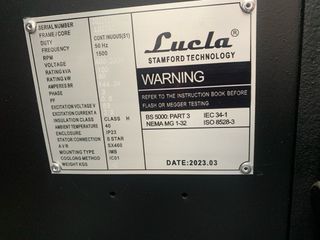 SERIAL NUMBER
FRAME/CORE
DUTY CONTINUOUS(S1)
FREQUENCY 50 Hz
RPM 1500
VOLTAGE
RATING kVA
RATING kW
AMPERES BR
PHASE
PF
EXCITATION VOLTAGE V
EXCITATION CURRENT A
INSULATION CLASS CLASS H
AMBIENT TEMPERATURE 40
ENCLOSURE IP23
STATOR CONNECTION S STAR
A V R SX460
MOUNTING TYPE IMB
COOLONG METHOD IC01
WEIGHT KGS
Lucla®
STAMFORD TECHNOLOGY
WARNING
REFER TO THE INSTRUCTION BOOK BEFORE
FLASH OR MEGGER TESTING
BS 5000: PART 3 IEC 34-1
NEMA MG 1-32 ISO 8528-3
DATE:2023.03